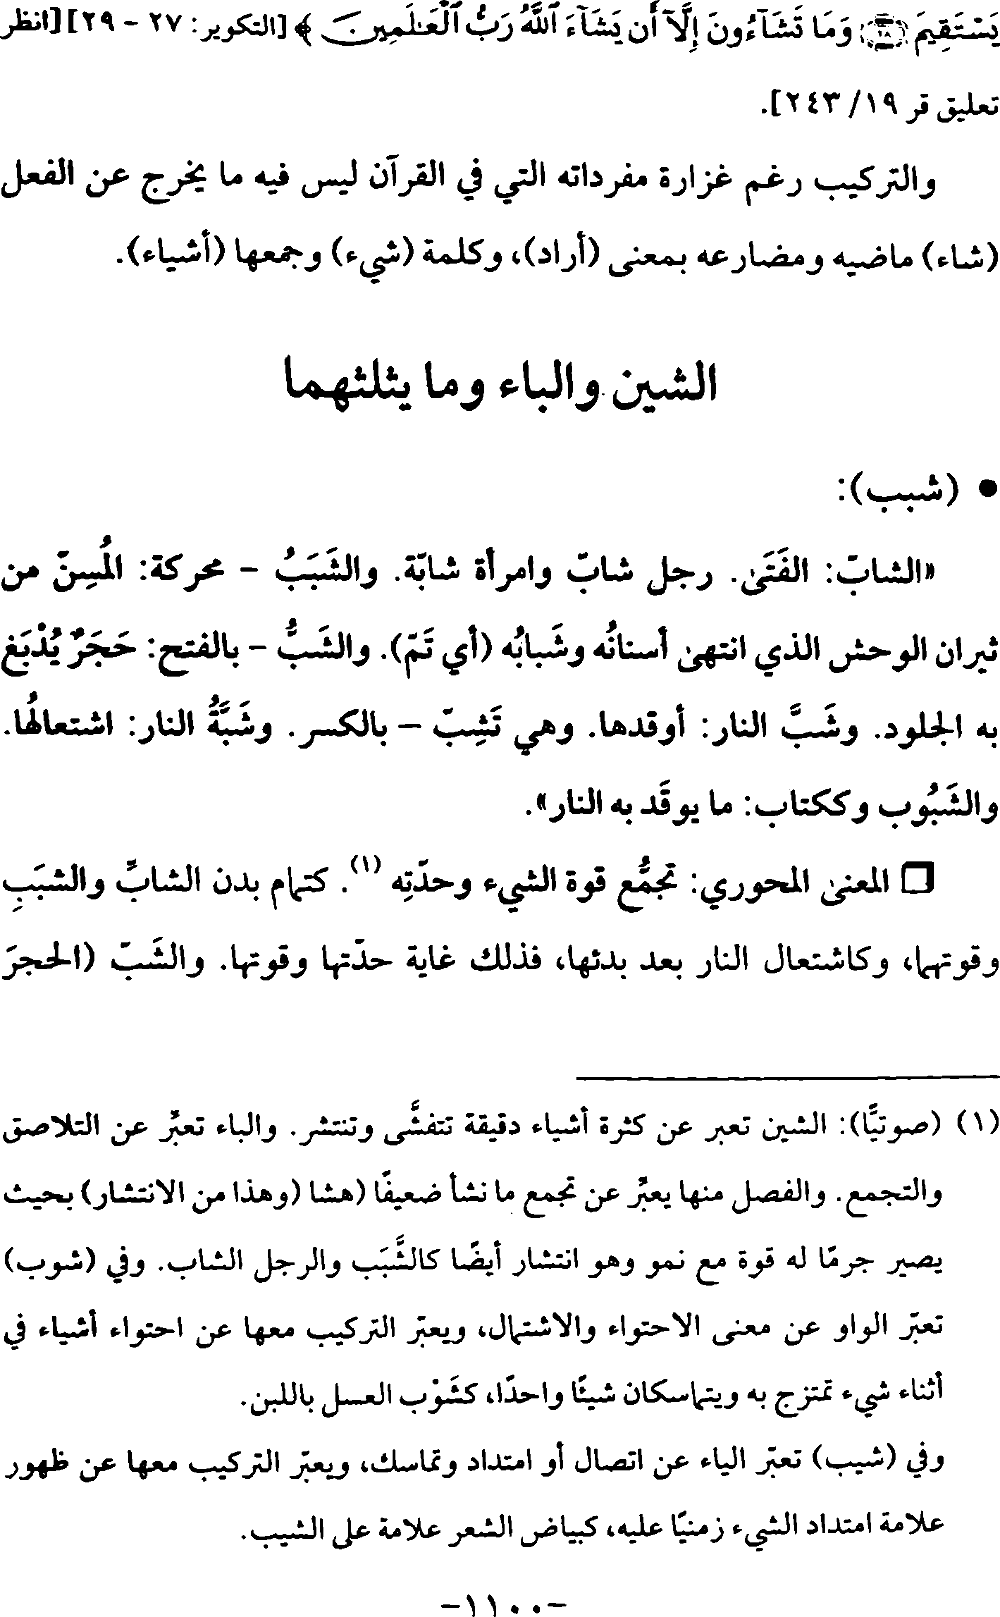 يَسْتَقِيمَ ﴿٢٨﴾ وَمَا تَشَآءُونَ إِلَّآ أَن يَشَآءَ ٱللَّهُ رَبُّ ٱلْعَـٰلَمِينَ ﴾ [التكوير: ٢٧ - ٢٩] [انظر
تعليق قر ١٩/ ٢٤٣].
والتركيب رغم غزارة مفرداته التي في القرآن ليس فيه ما يخرج عن الفعل
(شاء) ماضيه ومضارعه بمعنى (أراد)، وكلمة (شيء) وجمعها (أشياء).
الشين والباء وما يثلثهما
• (شبب):
«الشابّ: الفَتَى. رجل شابّ وامرأة شابّة. والشَبَبُ - محركة: المُسِنّ من
ثيران الوحش الذي انتهى أسنانُه وشَبابُه (أي تَمّ). والشَبُّ - بالفتح: حَجَرٌ يُدْبَغ
به الجلود. وشَبَّ النار: أوقدها. وهي تَشِبّ – بالكسر. وشَبَّةُ النار: اشتعالُها.
والشَبُوب وككتاب: ما يوقَد به النار».
❑ المعنى المحوري: تجمُّع قوة الشيء وحدّتِه (١). كتمام بدن الشابِّ والشبَبِ
وقوتهما، وكاشتعال النار بعد بدئها، فذلك غاية حدّتها وقوتها. والشَبّ (الحجرَ
(١) (صوتيًّا): الشين تعبر عن كثرة أشياء دقيقة تتفشَّى وتنتشر. والباء تعبِّر عن التلاصق
والتجمع. والفصل منها يعبِّر عن تجمع ما نشأ ضعيفًا (هشا (وهذا من الانتشار) بحيث
يصير جرمًا له قوة مع نمو وهو انتشار أيضًا كالشَّبَب والرجل الشاب. وفي (شوب)
تعبّر الواو عن معنى الاحتواء والاشتمال، ويعبّر التركيب معها عن احتواء أشياء في
أثناء شيء تمتزج به ويتماسكان شيئًا واحدًا، كشَوْب العسل باللبن.
وفي (شيب) تعبّر الياء عن اتصال أو امتداد وتماسك، ويعبّر التركيب معها عن ظهور
علامة امتداد الشيء زمنيًا عليه، كبياض الشعر علامة على الشيب.
-١١٠٠-